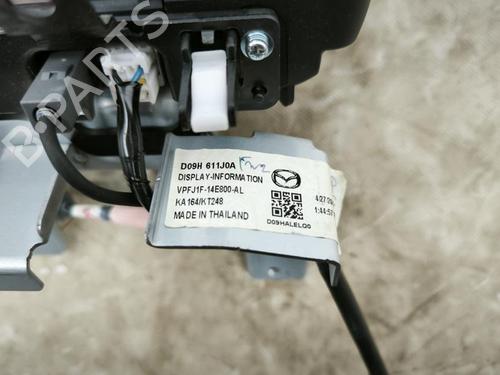 B-PARTS
D09H 611J0A
DISPLAY-INFORMATION
VPFJ1F-14E800-AL
KA164/KT248
MADE IN THAILAND
D09HALEL00